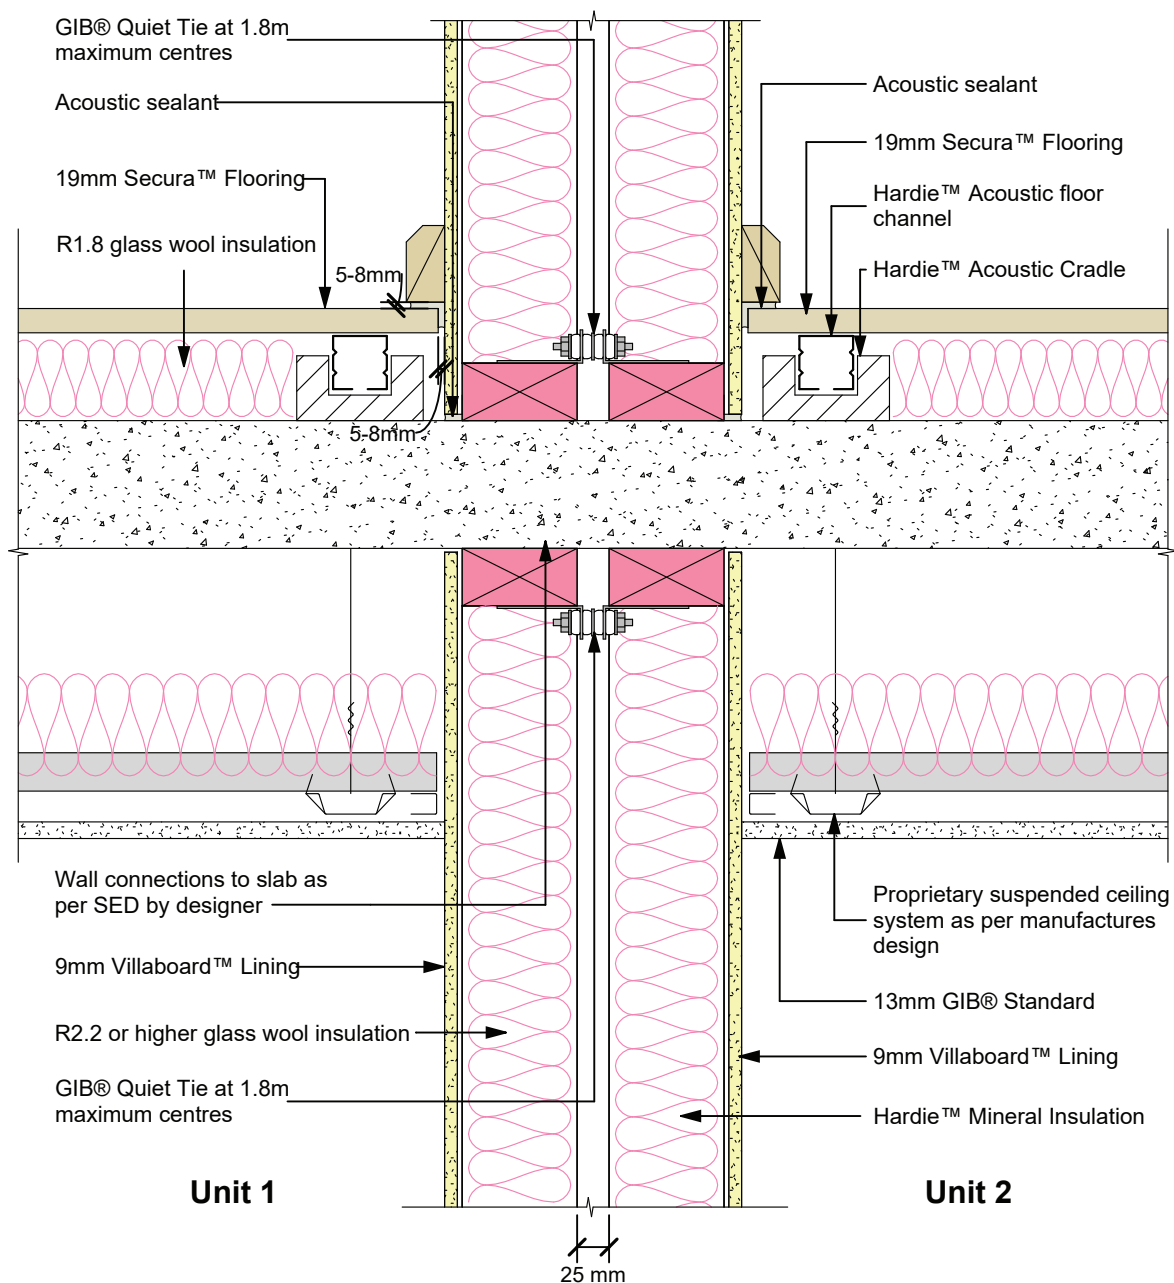 GIB® Quiet Tie at 1.8m
maximum centres
Acoustic sealant
19mm Secura™ Flooring
R1.8 glass wool insulation
5-8mm
5-8mm
Acoustic sealant
19mm Secura™ Flooring
Hardie™ Acoustic floor
channel
Hardie™ Acoustic Cradle
Wall connections to slab as
per SED by designer
9mm Villaboard™ Lining
R2.2 or higher glass wool insulation
GIB® Quiet Tie at 1.8m
maximum centres
Proprietary suspended ceiling
system as per manufactures
design
13mm GIB® Standard
9mm Villaboard™ Lining
Hardie™ Mineral Insulation
Unit 1
Unit 2
25 mm